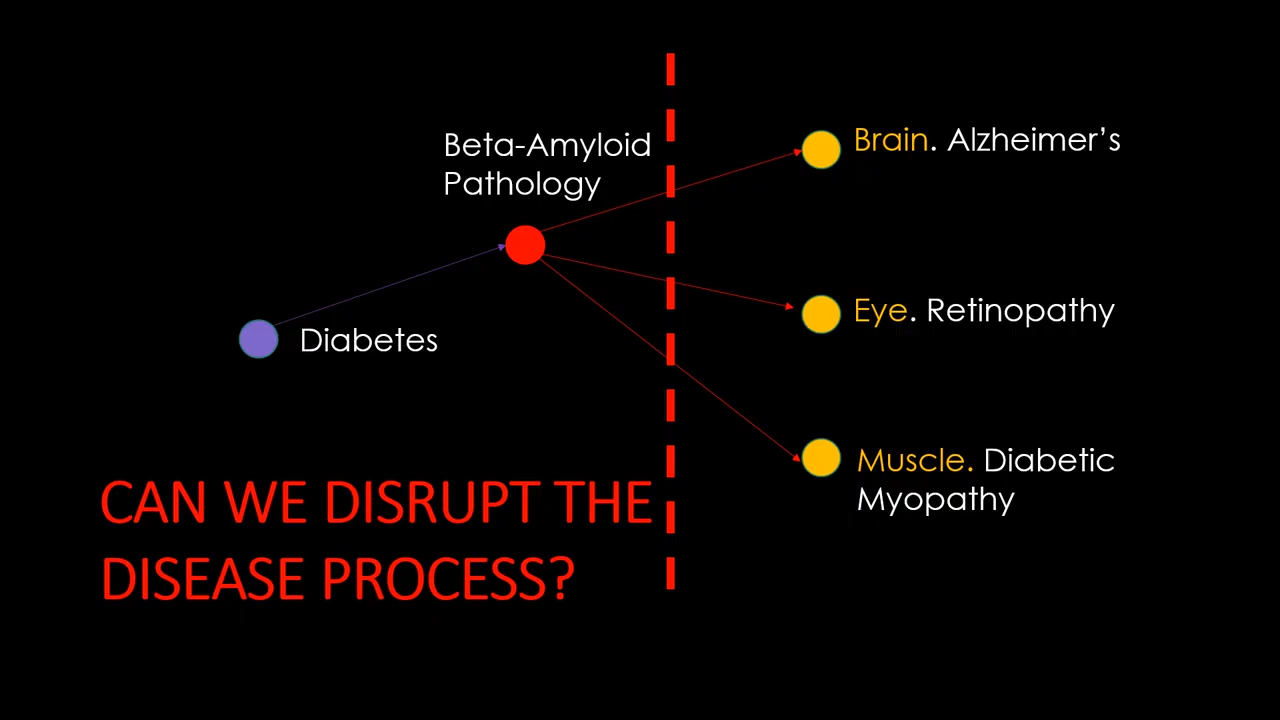 Beta-Amyloid
Pathology
Brain. Alzheimer’s
Diabetes
Eye. Retinopathy
Muscle. Diabetic
Myopathy
CAN WE DISRUPT THE
DISEASE PROCESS?